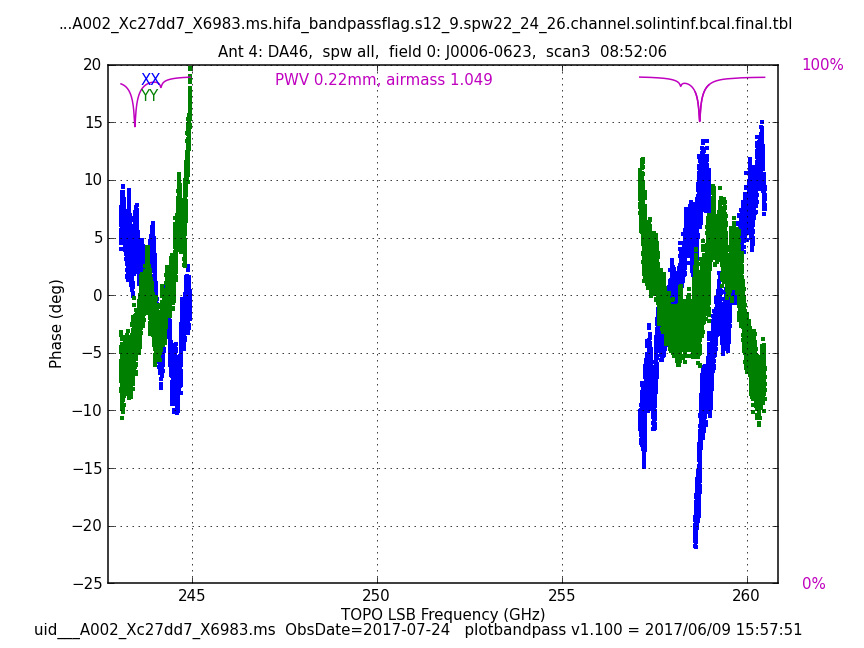 ...A002_Xc27dd7_X6983.ms.hifa_bandpassflag.s12_9.spw22_24_26.channel.solintinf.bcal.final.tbl
Ant 4: DA46,  spw all,  field 0: J0006-0623,  scan3  08:52:06
20
100%
XX
PWV 0.22mm, airmass 1.049
YY
15
10
5
0
−5
−10
−15
−20
−25
0%
Phase (deg)
245
250
255
260
TOPO LSB Frequency (GHz)
uid___A002_Xc27dd7_X6983.ms  ObsDate=2017-07-24   plotbandpass v1.100 = 2017/06/09 15:57:51